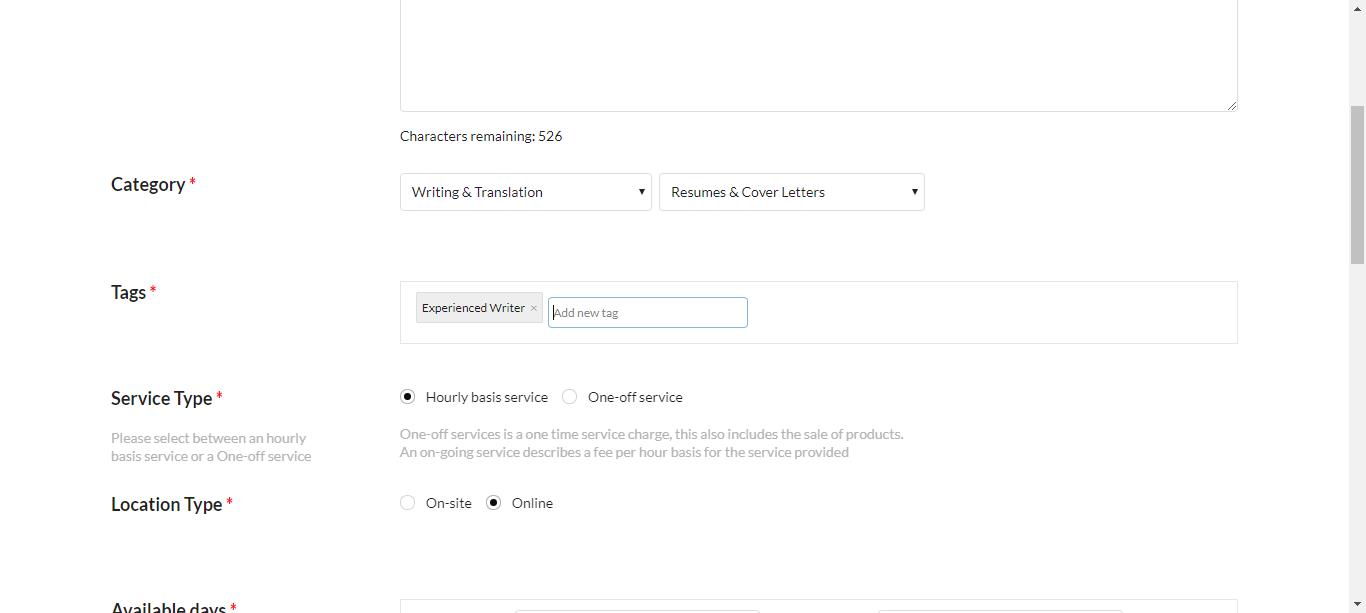 Characters remaining: 526
Category *
Writing & Translation
Resumes & Cover Letters
Tags *
Experienced Writer ×
Add new tag
Service Type *
Hourly basis service
One-off service
Please select between an hourly
basis service or a One-off service
One-off services is a one time service charge, this also includes the sale of products.
An on-going service describes a fee per hour basis for the service provided
Location Type *
On-site
Online
Available days *